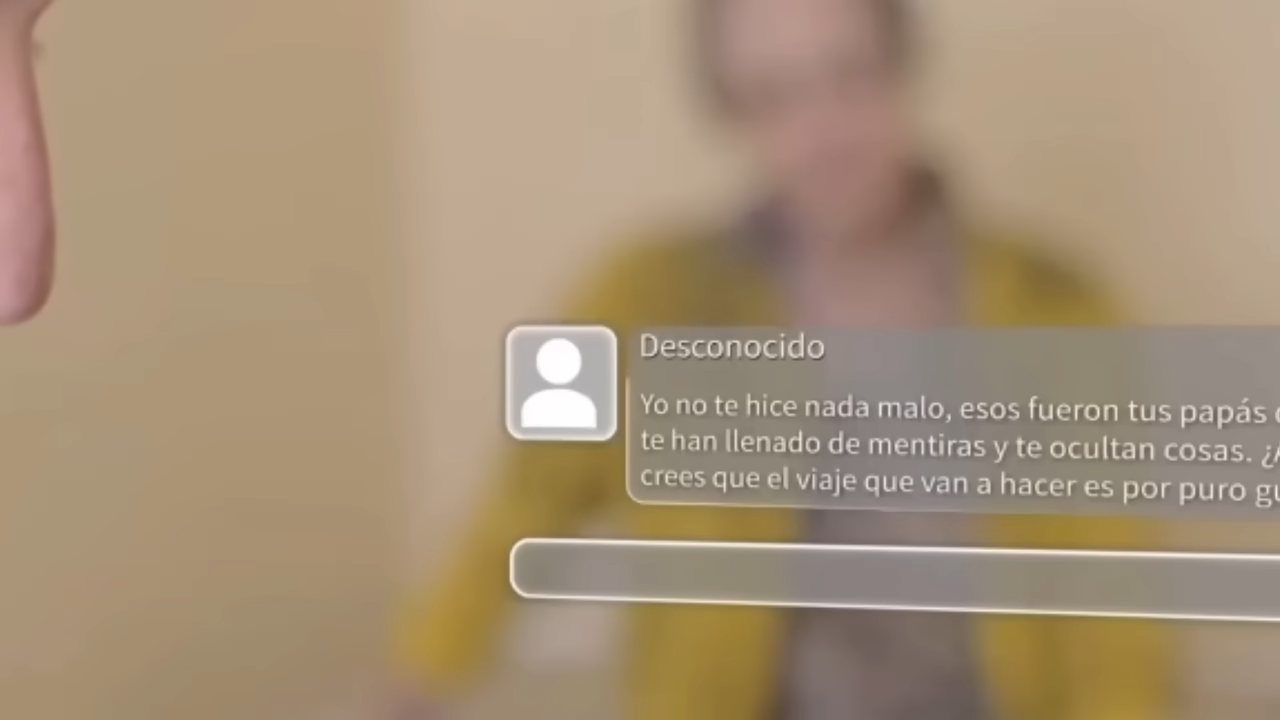 Desconocido
Yo no te hice nada malo, esos fueron tus papás
te han llenado de mentiras y te ocultan cosas.
crees que el viaje que van a hacer es por puro